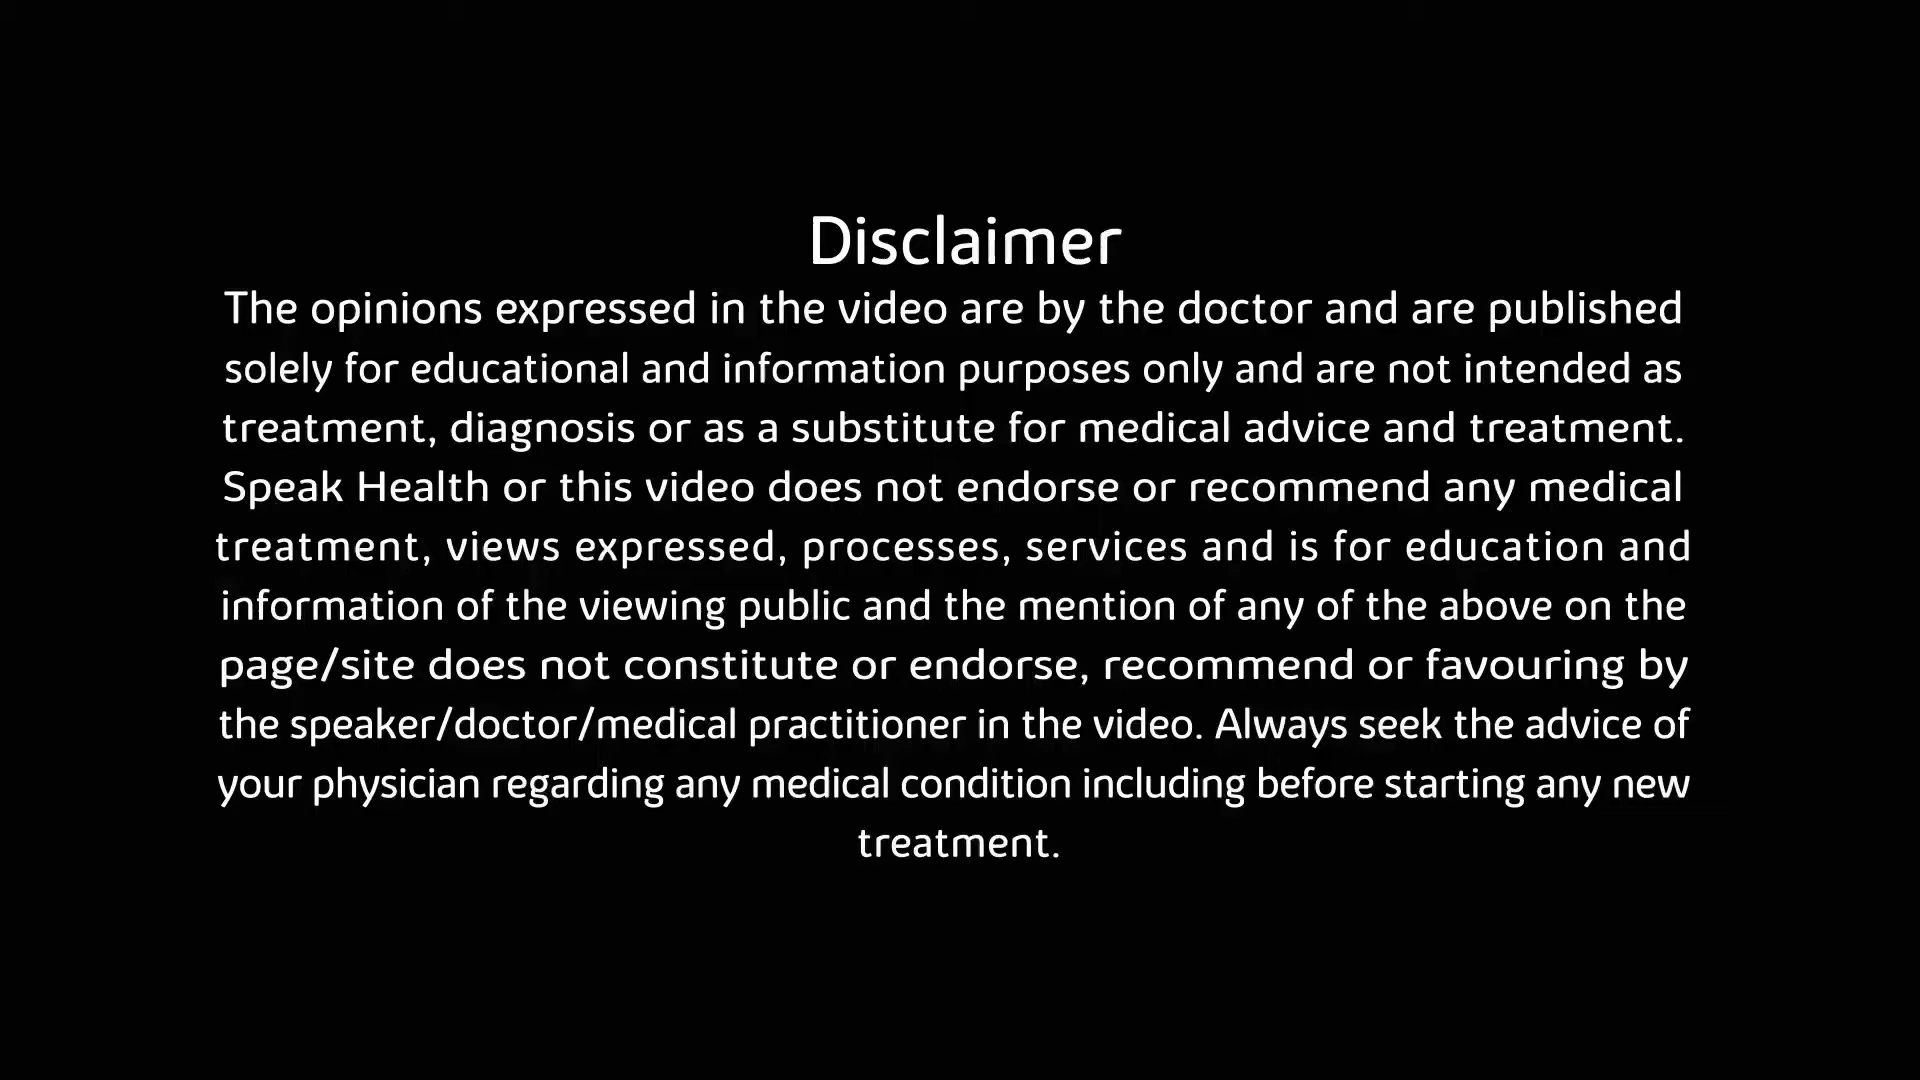 Disclaimer
The opinions expressed in the video are by the doctor and are published
solely for educational and information purposes only and are not intended as
treatment, diagnosis or as a substitute for medical advice and treatment.
Speak Health or this video does not endorse or recommend any medical
treatment, views expressed, processes, services and is for education and
information of the viewing public and the mention of any of the above on the
page/site does not constitute or endorse, recommend or favouring by
the speaker/doctor/medical practitioner in the video. Always seek the advice of
your physician regarding any medical condition including before starting any new
treatment.